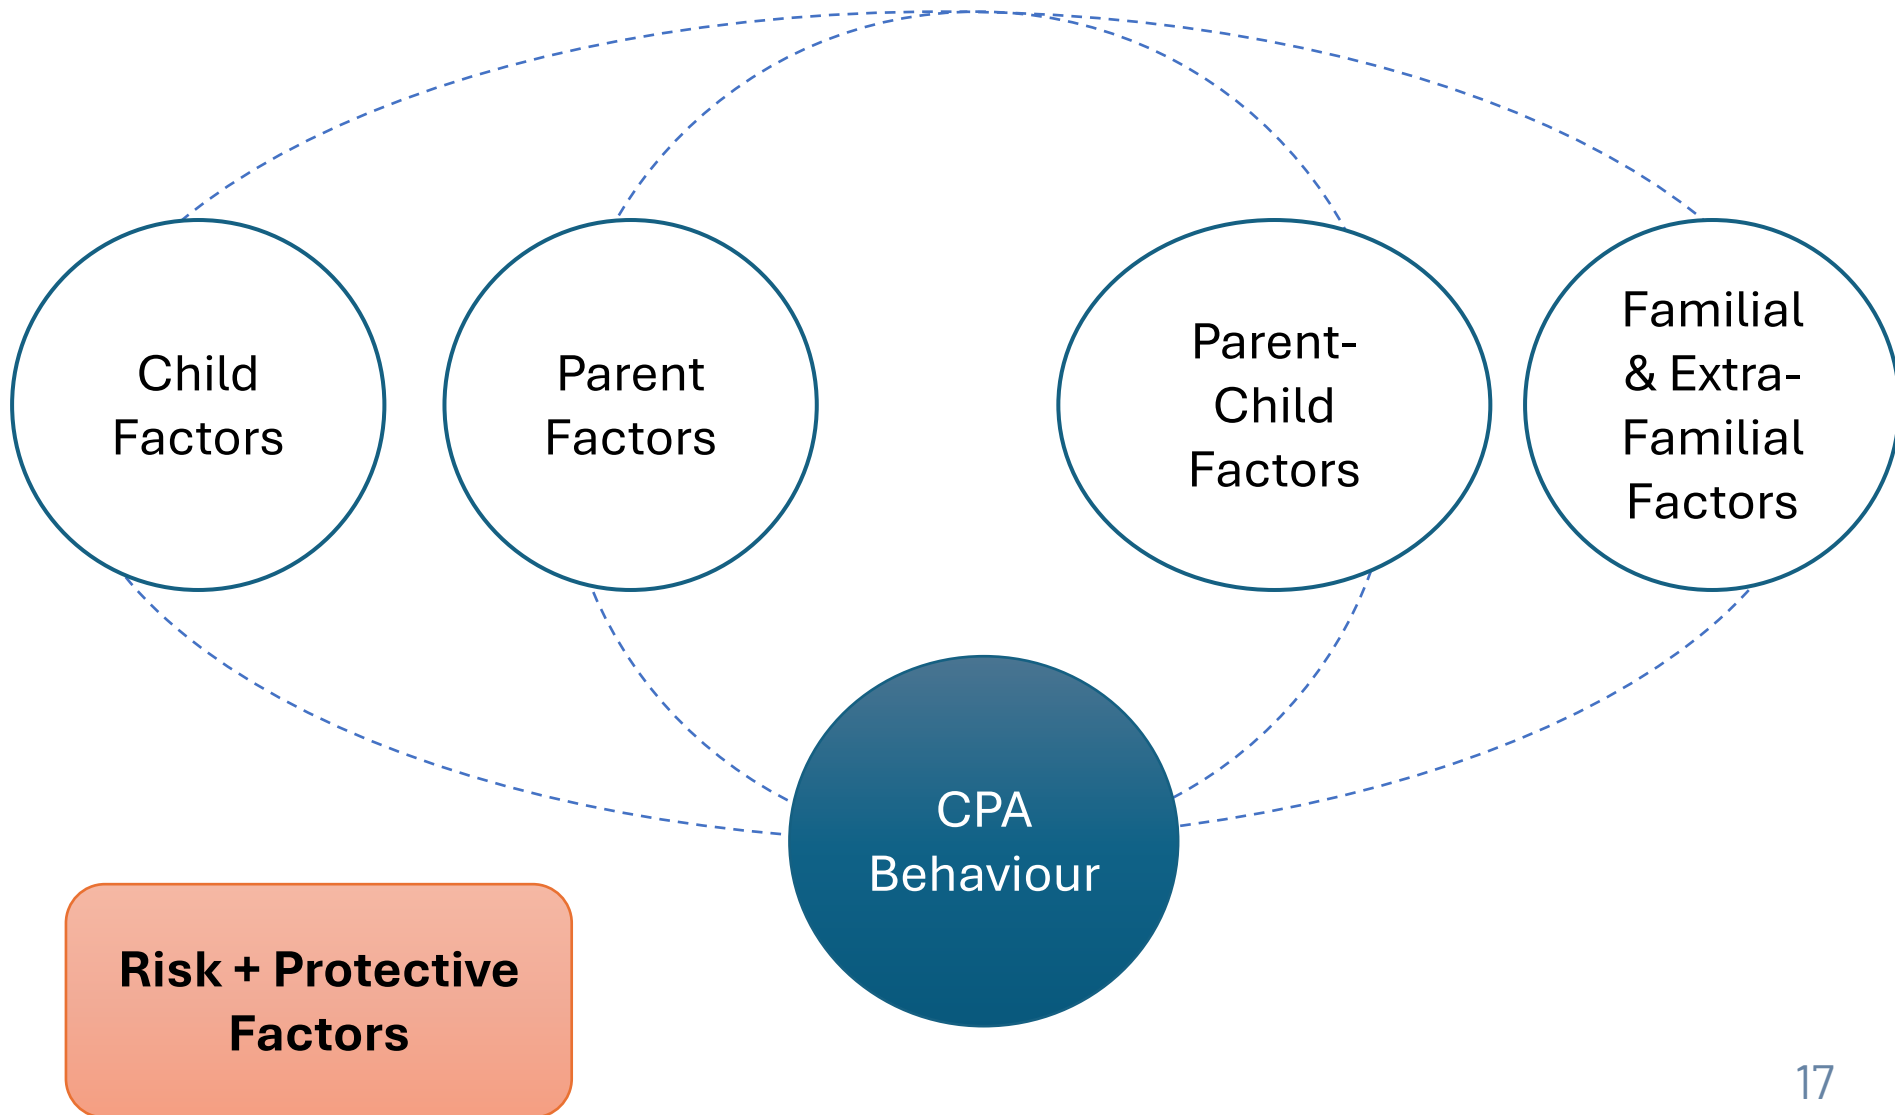 Child
Factors
Parent
Factors
Parent-
Child
Factors
Familial
& Extra-
Familial
Factors
CPA
Behaviour
Risk + Protective
Factors
17